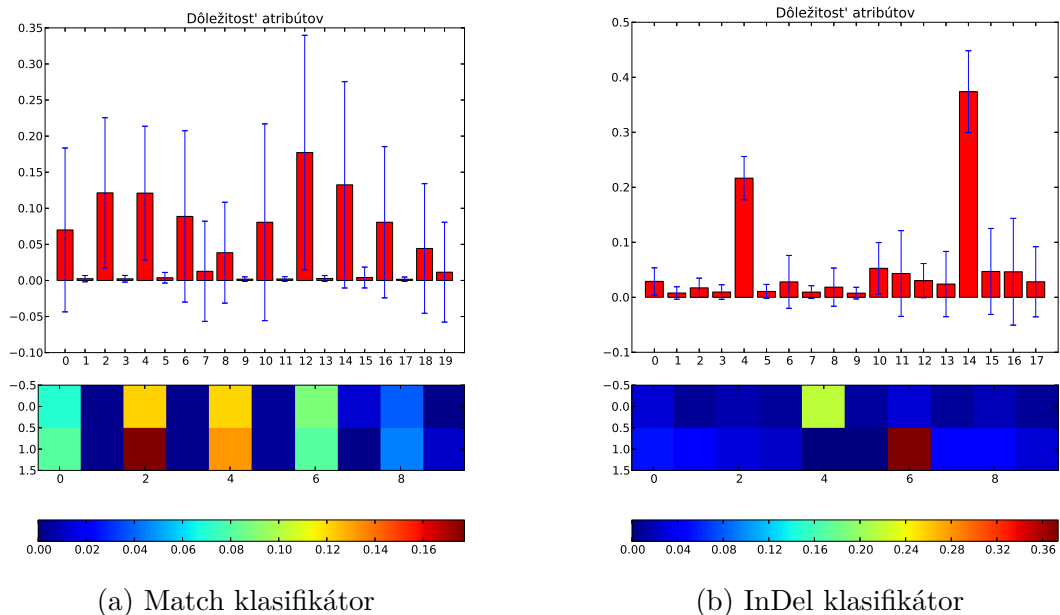 Dôležitost' atribútov
0.35
0.30
0.25
0.20
0.15
0.10
0.05
0.00
−0.05
−0.10
0 1 2 3 4 5 6 7 8 9 10 11 12 13 14 15 16 17 18 19
−0.5
0.0
0.5
1.0
1.5
0 2 4 6 8
0.00 0.02 0.04 0.06 0.08 0.10 0.12 0.14 0.16
(a) Match klasifikátor
Dôležitost' atribútov
0.5
0.4
0.3
0.2
0.1
0.0
−0.1
0 1 2 3 4 5 6 7 8 9 10 11 12 13 14 15 16 17
−0.5
0.0
0.5
1.0
1.5
0 2 4 6 8
0.00 0.04 0.08 0.12 0.16 0.20 0.24 0.28 0.32 0.36
(b) InDel klasifikátor